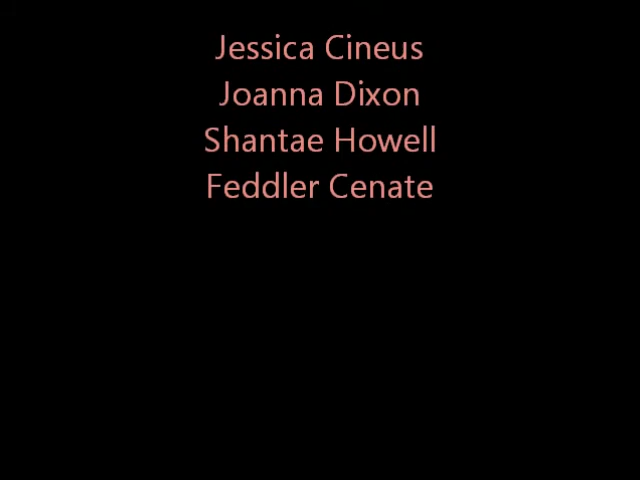 Jessica Cineus
Joanna Dixon
Shantae Howell
Feddler Cenate